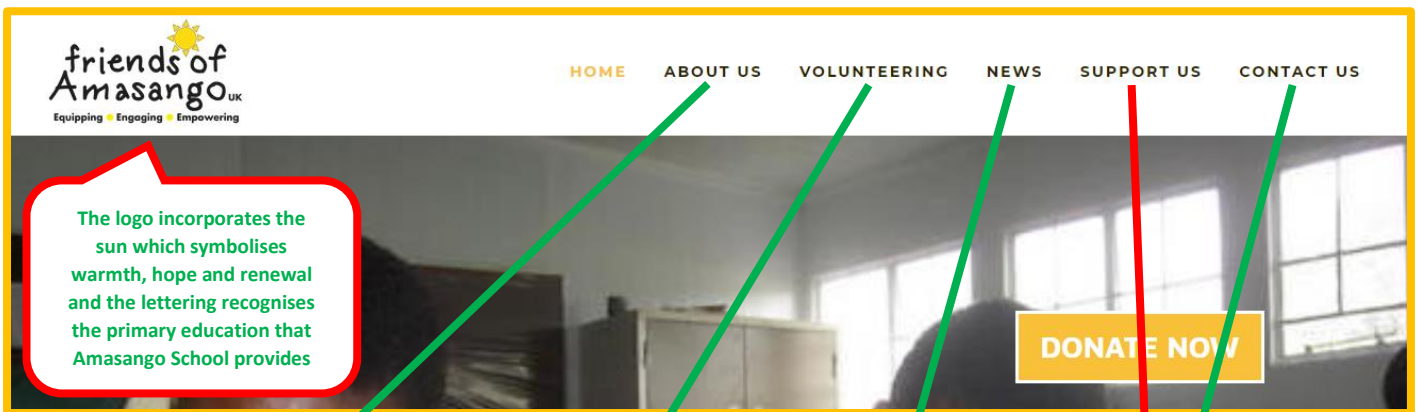 friends of
Amasango UK
Equipping Engaging Empowering
HOME ABOUT US VOLUNTEERING NEWS SUPPORT US CONTACT US
The logo incorporates the
sun which symbolises
warmth, hope and renewal
and the lettering recognises
the primary education that
Amasango School provides
DONATE NOW